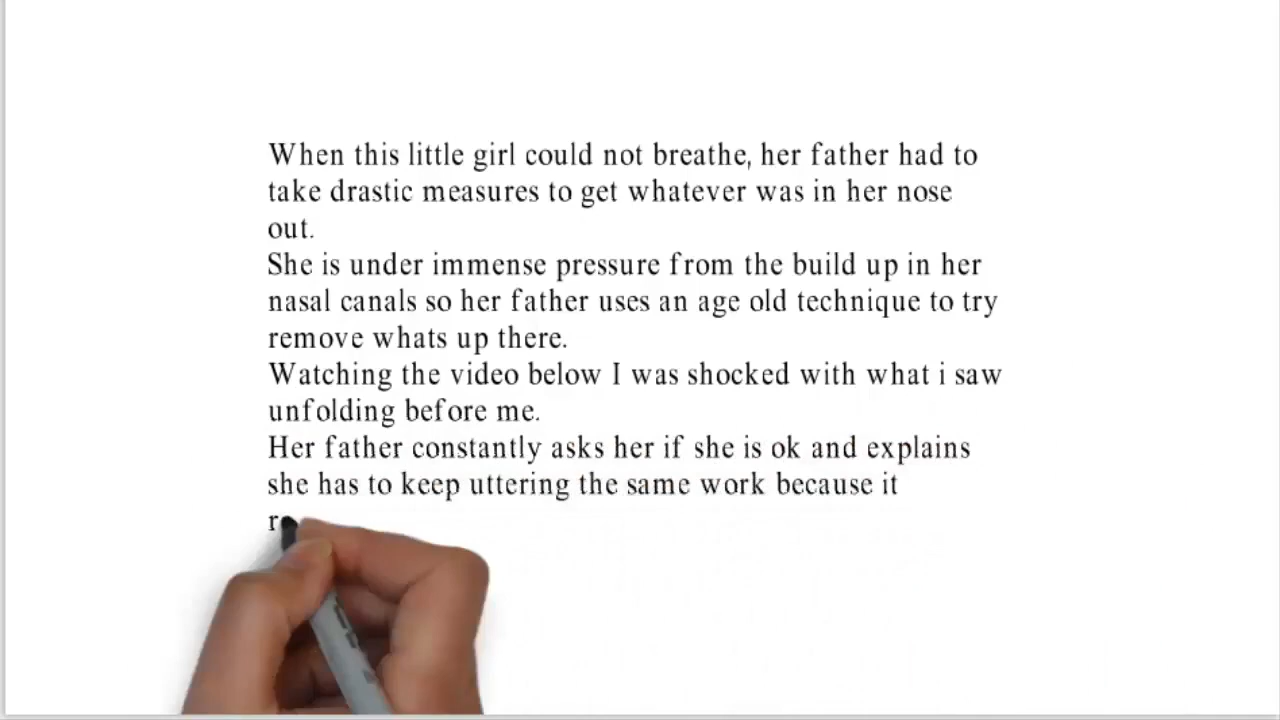 When this little girl could not breathe, her father had to
take drastic measures to get whatever was in her nose
out.
She is under immense pressure from the build up in her
nasal canals so her father uses an age old technique to try
remove whats up there.
Watching the video below I was shocked with what i saw
unfolding before me.
Her father constantly asks her if she is ok and explains
she has to keep uttering the same work because it